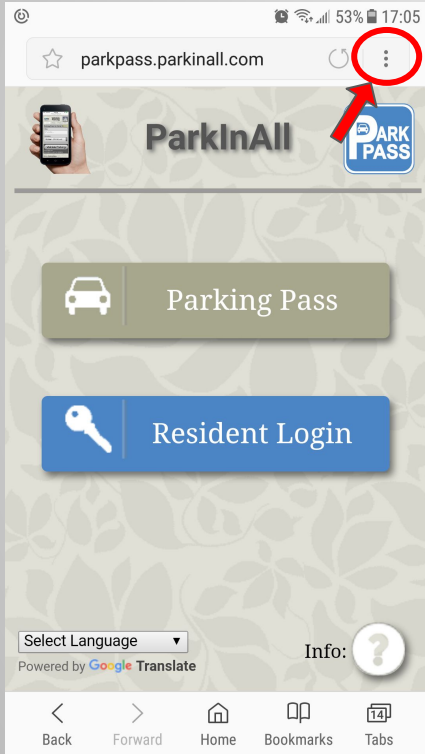 53% 17:05
parkpass.parkinall.com
ParkInAll
PARK
PASS
Parking Pass
Resident Login
Select Language
Powered by Google Translate
Info: ?
14
Back Forward Home Bookmarks Tabs